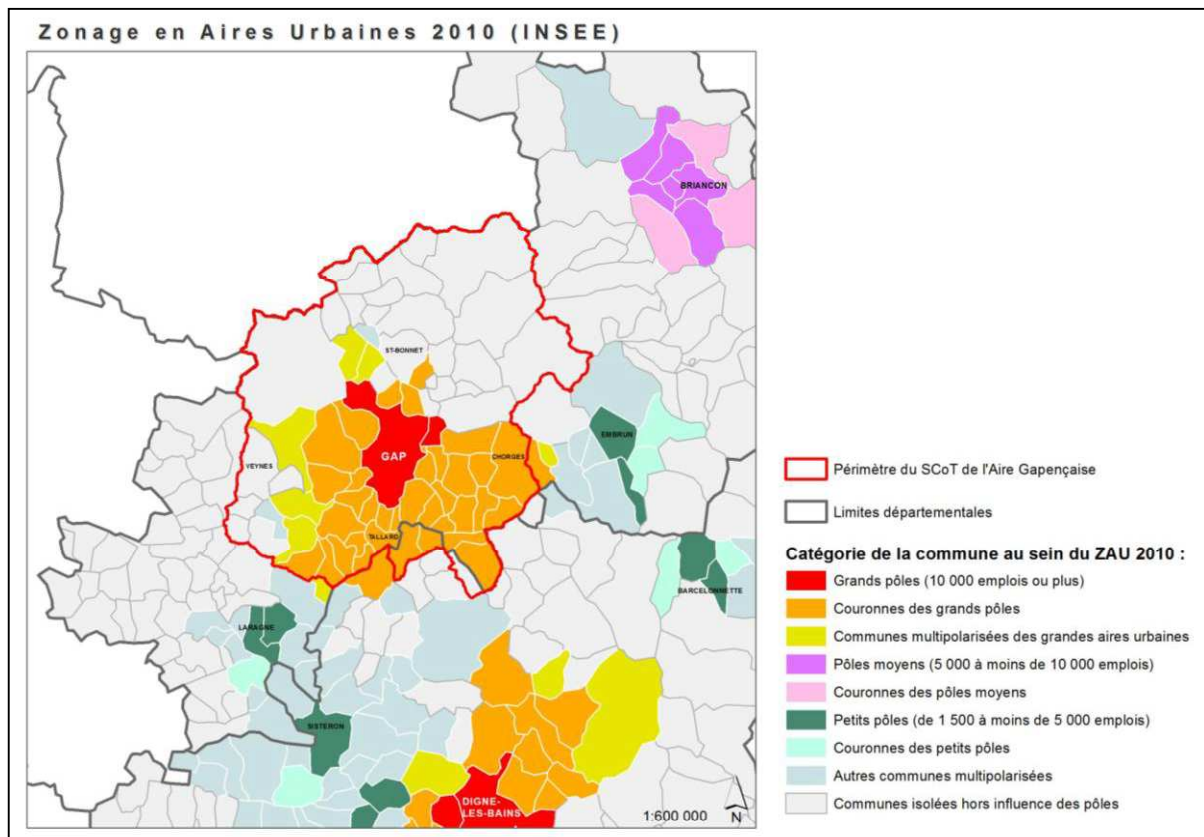 Zonage en Aires Urbaines 2010 (INSEE)
BRIANCON
ST-BONNET
GAP
VEYNES
CHORGES
EMBRUN
TALLARD
BARCELONNETTE
LARAGNE
SISTERON
DIGNE-
LES-BAINS
1:600 000
N
Périmètre du SCoT de l'Aire Gapençaise
Limites départementales
Catégorie de la commune au sein du ZAU 2010 :
Grands pôles (10 000 emplois ou plus)
Couronnes des grands pôles
Communes multipolarisées des grandes aires urbaines
Pôles moyens (5 000 à moins de 10 000 emplois)
Couronnes des pôles moyens
Petits pôles (de 1 500 à moins de 5 000 emplois)
Couronnes des petits pôles
Autres communes multipolarisées
Communes isolées hors influence des pôles